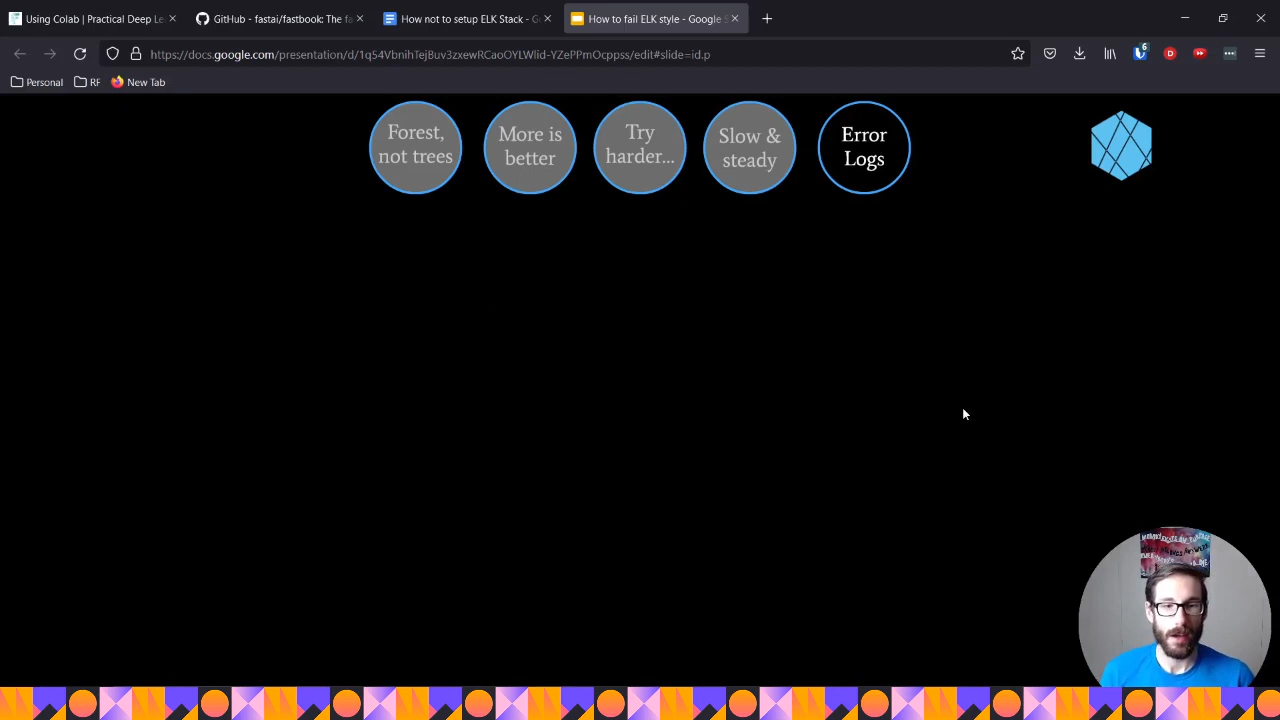 Using Colab | Practical Deep Le
GitHub - fastai/fastbook: The fa
How not to setup ELK Stack - G
How to fail ELK style - Google S
https://docs.google.com/presentation/d/1q54VbnihTejBuv3zxewRCaoOYLWlid-YZePPmOcppss/edit#slide=id.p
6
D
Personal
RF
New Tab
Forest,
not trees
More is
better
Try
harder...
Slow &
steady
Error
Logs